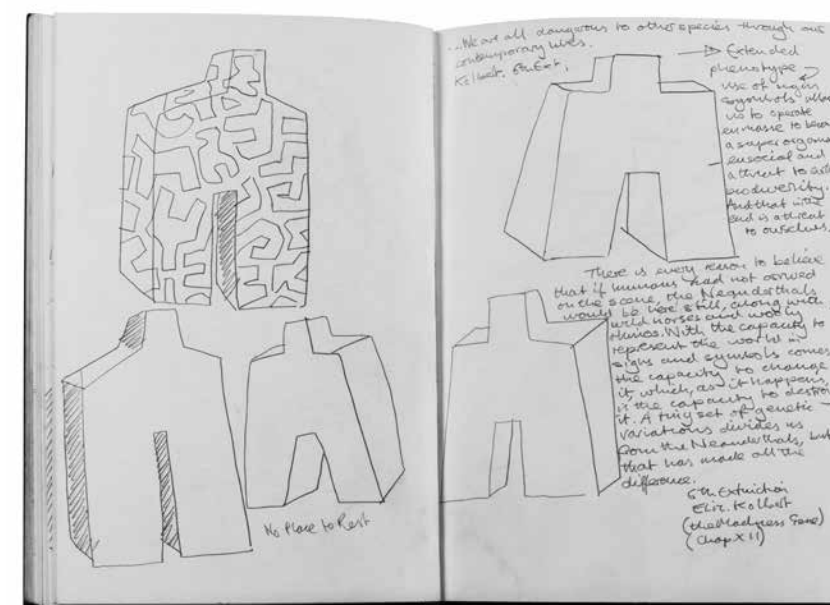 No Place to Rest
...We are all dangerous to other species through our
contemporary lives.
Kolbert. 6th Ext,
Extended
phenotype
use of signs
symbols allow
us to operate
en masse to
a super
eusocial and
a threat to
biodiversity.
And that in the
end is a threat
to ourselves.
There is every reason to believe
that if humans had not arrived
on the scene, the Neanderthals
would be here still, along with
wild horses and wooly
rhinos. With the capacity to
represent the world in
signs and symbols comes
the capacity to change
it, which, as it happens,
is the capacity to destroy
it. A tiny set of genetic
variations divides us
from the Neanderthals, but
that has made all the
difference.
6th Extinction
Eliz. Kolbert
(the Madness Gene)
(Chap XII)